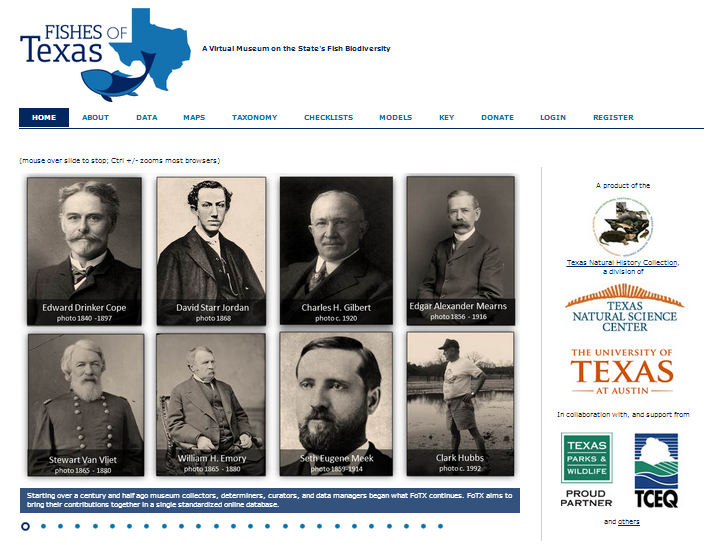 FISHES OF
Texas
A Virtual Museum on the State's Fish Biodiversity
HOME ABOUT DATA MAPS TAXONOMY CHECKLISTS MODELS KEY DONATE LOGIN REGISTER
(mouse over slide to stop; Ctrl +/- zooms most browsers)
Edward Drinker Cope
photo 1840 -1897
David Starr Jordan
photo 1868
Charles H. Gilbert
photo c. 1920
Edgar Alexander Mearns
photo 1856 - 1916
Stewart Van Vliet
photo 1865 - 1880
William H. Emory
photo 1865 - 1880
Seth Eugene Meek
photo 1859-1914
Clark Hubbs
photo c. 1992
Starting over a century and half ago museum collectors, determiners, curators, and data managers began what FoTX continues. FoTX aims to
bring their contributions together in a single standardized online database.
A product of the
Texas Natural History Collection,
a division of
TEXAS
NATURAL SCIENCE
CENTER
THE UNIVERSITY OF
TEXAS
AT AUSTIN
In collaboration with, and support from
TEXAS
PARKS &
WILDLIFE
PROUD
PARTNER
TCEQ
and others